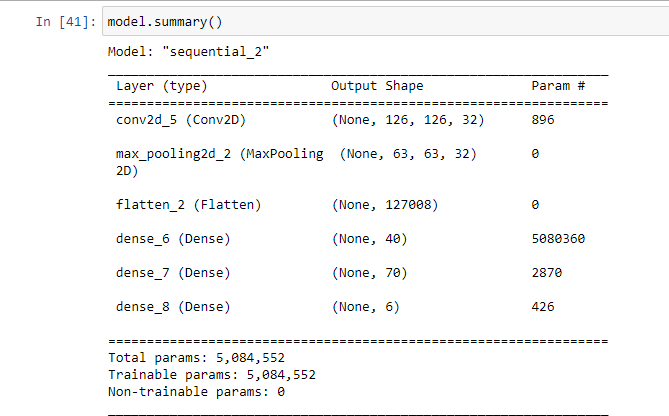 In [41]: model.summary()
Model: "sequential_2"
_________________________________________________________________
Layer (type)                Output Shape              Param #
=================================================================
conv2d_5 (Conv2D)           (None, 126, 126, 32)      896
max_pooling2d_2 (MaxPooling  (None, 63, 63, 32)       0
2D)
flatten_2 (Flatten)         (None, 127008)            0
dense_6 (Dense)             (None, 40)                5080360
dense_7 (Dense)             (None, 70)                2870
dense_8 (Dense)             (None, 6)                 426
=================================================================
Total params: 5,084,552
Trainable params: 5,084,552
Non-trainable params: 0
_________________________________________________________________